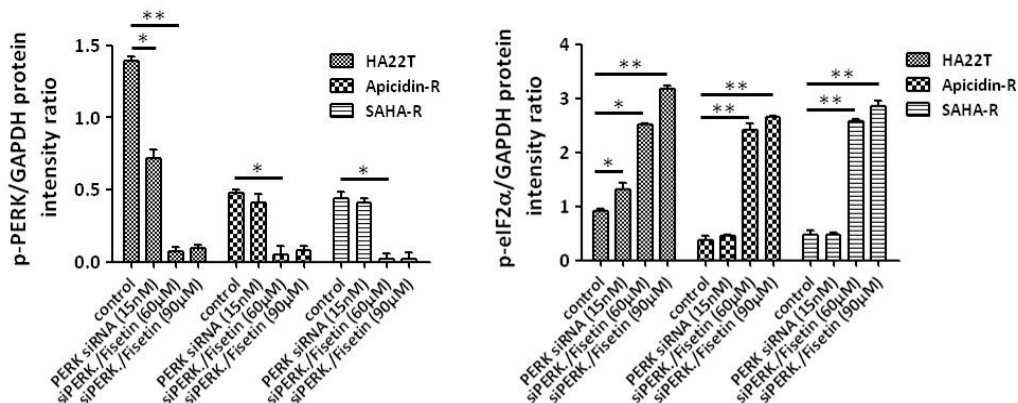 p-PERK/GAPDH protein
intensity ratio
1.5
1.0
0.5
0.0
**
*
*
*
HA22T
Apicidin-R
SAHA-R
control
PERK siRNA (15nM)
siPERK./Fisetin (60μM)
siPERK./Fisetin (90μM)
control
PERK siRNA (15nM)
siPERK./Fisetin (60μM)
siPERK./Fisetin (90μM)
control
PERK siRNA (15nM)
siPERK./Fisetin (60μM)
siPERK./Fisetin (90μM)
p-eIF2α/GAPDH protein
intensity ratio
4
3
2
1
0
**
*
*
**
**
**
**
HA22T
Apicidin-R
SAHA-R
control
PERK siRNA (15nM)
siPERK./Fisetin (60μM)
siPERK./Fisetin (90μM)
control
PERK siRNA (15nM)
siPERK./Fisetin (60μM)
siPERK./Fisetin (90μM)
control
PERK siRNA (15nM)
siPERK./Fisetin (60μM)
siPERK./Fisetin (90μM)